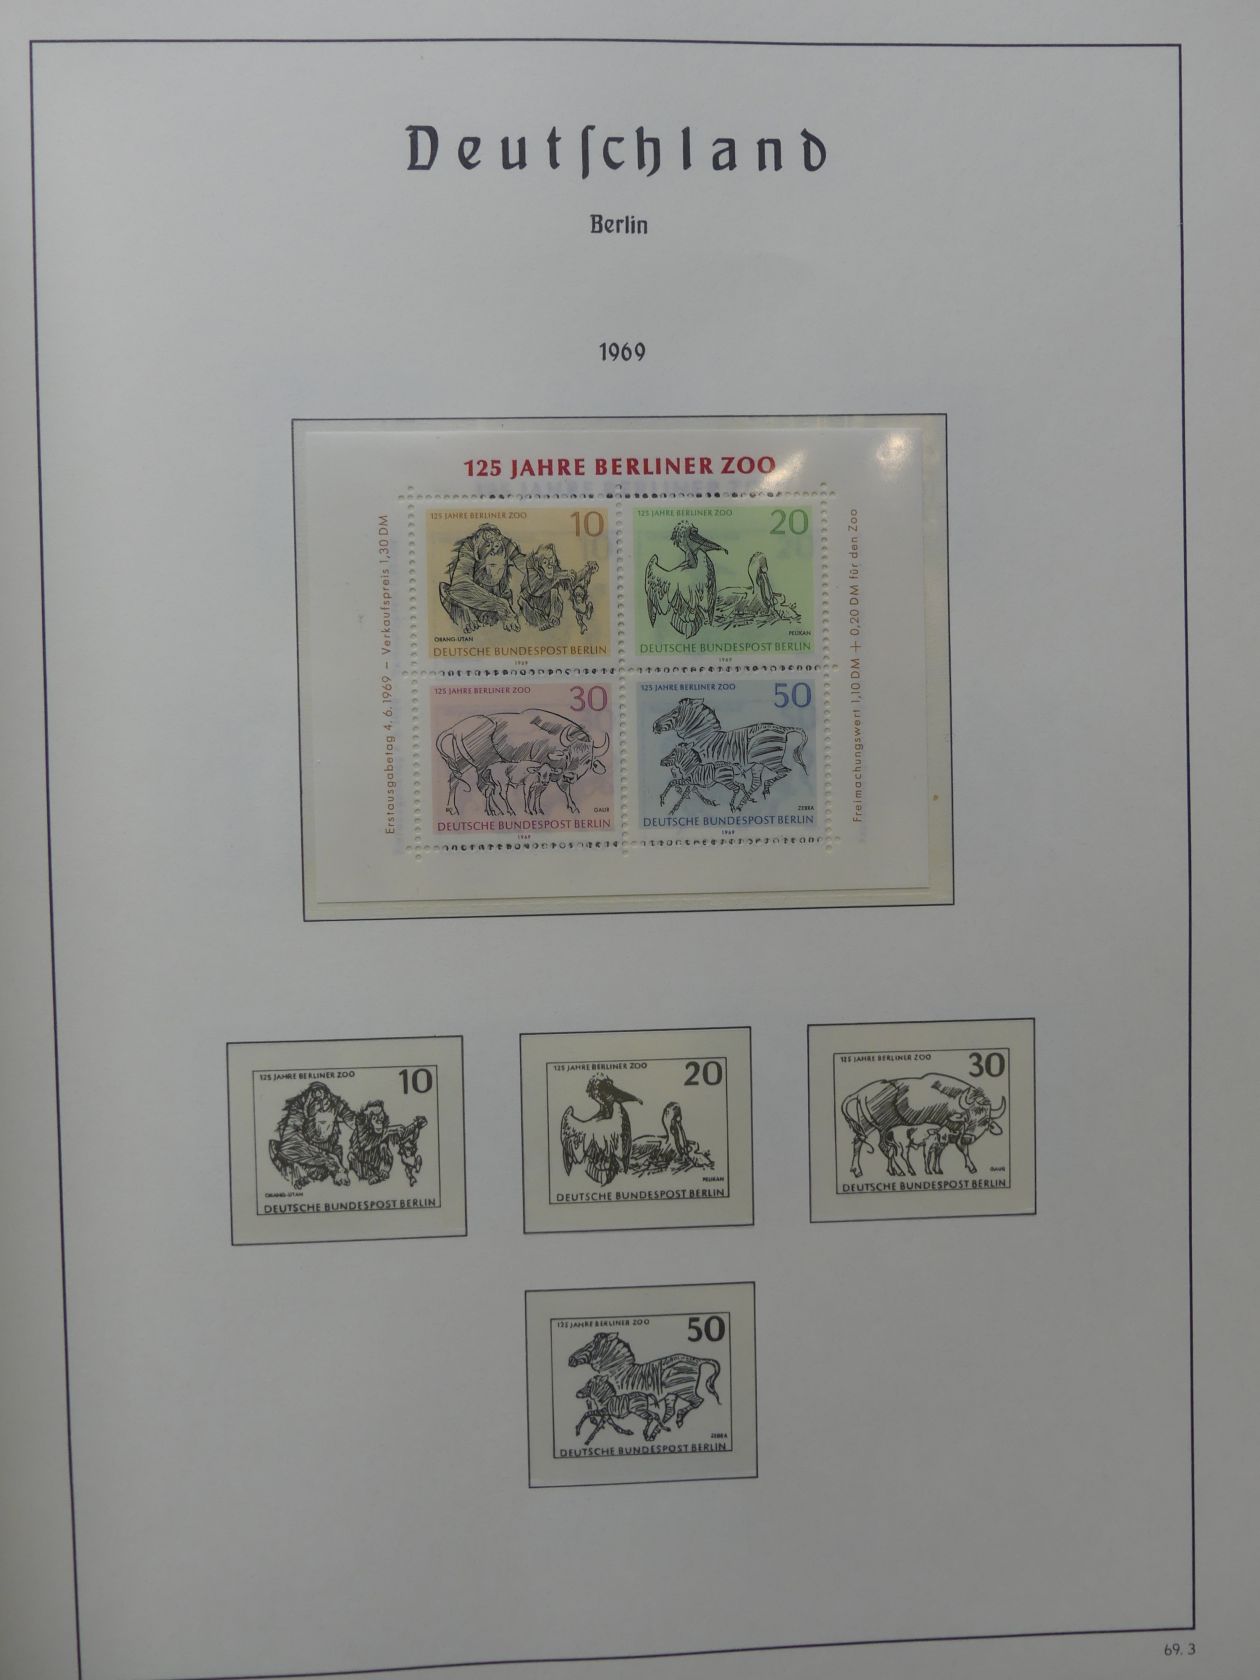 Deutſchland
Berlin
1969
125 JAHRE BERLINER ZOO
Erstausgabetag 4.6.1969 – Verkaufspreis 1,30 DM
125 JAHRE BERLINER ZOO 10
ORANG-UTAN
DEUTSCHE BUNDESPOST BERLIN
1969
125 JAHRE BERLINER ZOO 20
PELIKAN
DEUTSCHE BUNDESPOST BERLIN
1969
125 JAHRE BERLINER ZOO 30
GAUR
DEUTSCHE BUNDESPOST BERLIN
1969
125 JAHRE BERLINER ZOO 50
ZEBRA
DEUTSCHE BUNDESPOST BERLIN
1969
Freimachungswert 1,10 DM + 0,20 DM für den Zoo
125 JAHRE BERLINER ZOO 10
ORANG-UTAN
DEUTSCHE BUNDESPOST BERLIN
125 JAHRE BERLINER ZOO 20
PELIKAN
DEUTSCHE BUNDESPOST BERLIN
125 JAHRE BERLINER ZOO 30
GAUR
DEUTSCHE BUNDESPOST BERLIN
125 JAHRE BERLINER ZOO 50
ZEBRA
DEUTSCHE BUNDESPOST BERLIN
69.3